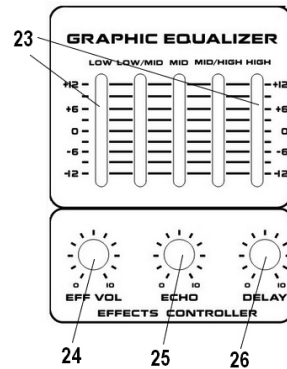 23
GRAPHIC EQUALIZER
LOW LOW/MID MID MID/HIGH HIGH
+12 +12
+6 +6
0 0
-6 -6
-12 -12
0 10 0 10 0 10
EFF VOL ECHO DELAY
EFFECTS CONTROLLER
24 25 26